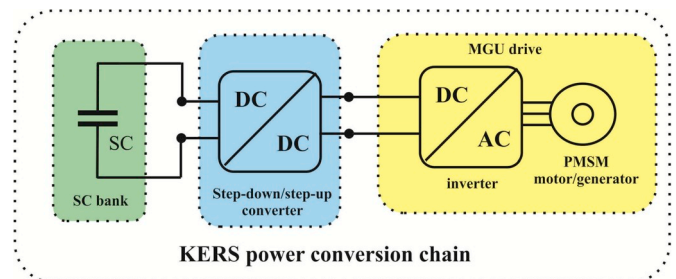 MGU drive
DC
DC
SC
DC
AC
SC bank
Step-down/step-up
converter
inverter
PMSM
motor/generator
KERS power conversion chain